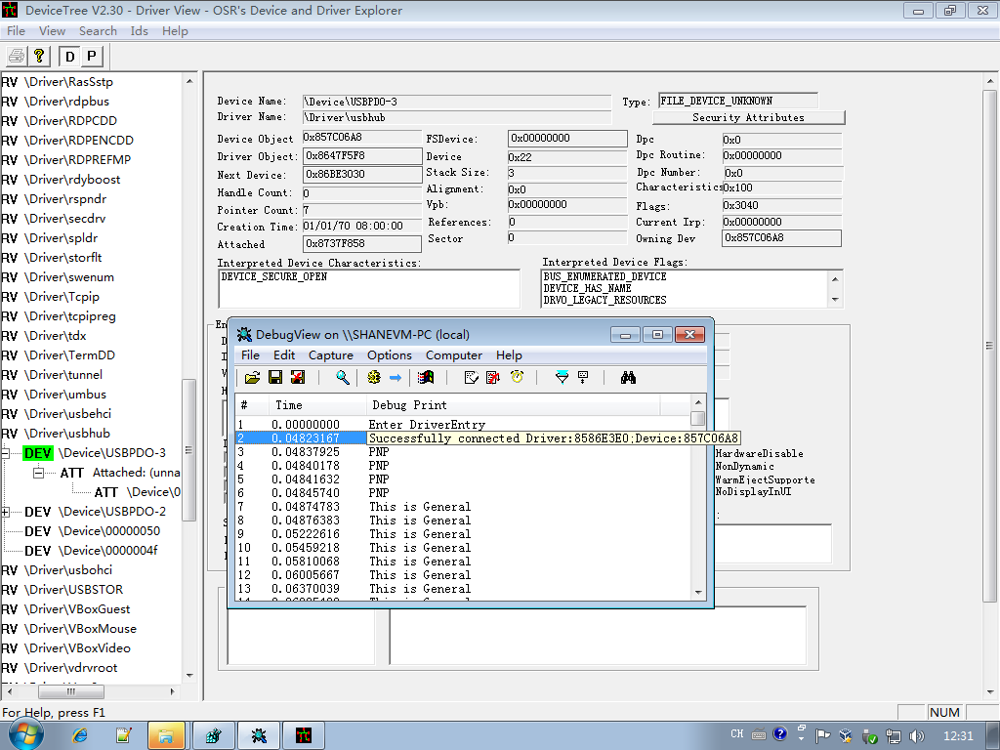 DeviceTree V2.30 - Driver View - OSR's Device and Driver Explorer
File View Search Ids Help
D P
RV \Driver\RasSstp
RV \Driver\rdpbus
RV \Driver\RDPCDD
RV \Driver\RDPENCDD
RV \Driver\RDPREFMP
RV \Driver\rdyboost
RV \Driver\rspndr
RV \Driver\secdrv
RV \Driver\spldr
RV \Driver\storflt
RV \Driver\swenum
RV \Driver\Tcpip
RV \Driver\tcpipreg
RV \Driver\tdx
RV \Driver\TermDD
RV \Driver\tunnel
RV \Driver\umbus
RV \Driver\usbehci
RV \Driver\usbhub
DEV \Device\USBPDO-3
ATT Attached: (unna
ATT \Device\0
DEV \Device\USBPDO-2
DEV \Device\00000050
DEV \Device\0000004f
RV \Driver\usbohci
RV \Driver\USBSTOR
RV \Driver\VBoxGuest
RV \Driver\VBoxMouse
RV \Driver\VBoxVideo
RV \Driver\vdrvroot
Device Name: \Device\USBPDO-3 Type: FILE_DEVICE_UNKNOWN
Driver Name: \Driver\usbhub Security Attributes
Device Object 0x857C06A8 FSDevice: 0x00000000 Dpc 0x0
Driver Object: 0x8647F5F8 Device 0x22 Dpc Routine: 0x00000000
Next Device: 0x86BE3030 Stack Size: 3 Dpc Number: 0x0
Handle Count: 0 Alignment: 0x0 Characteristics 0x100
Pointer Count: 7 Vpb: 0x00000000 Flags: 0x3040
Creation Time: 01/01/70 08:00:00 References: 0 Current Irp: 0x00000000
Attached 0x8737F858 Sector 0 Owning Dev 0x857C06A8
Interpreted Device Characteristics: Interpreted Device Flags:
DEVICE_SECURE_OPEN BUS_ENUMERATED_DEVICE
DEVICE_HAS_NAME
DRVO_LEGACY_RESOURCES
DebugView on \\SHANEVM-PC (local)
File Edit Capture Options Computer Help
# Time Debug Print
1 0.00000000 Enter DriverEntry
2 0.04823167 Successfully connected Driver:8586E3E0;Device:857C06A8
3 0.04837925 PNP
4 0.04840178 PNP
5 0.04841632 PNP
6 0.04845740 PNP
7 0.04874783 This is General
8 0.04876383 This is General
9 0.05222616 This is General
10 0.05459218 This is General
11 0.05810068 This is General
12 0.06005667 This is General
13 0.06370039 This is General
HardwareDisable
NonDynamic
WarmEjectSupporte
NoDisplayInUI
For Help, press F1 NUM
CH 12:31